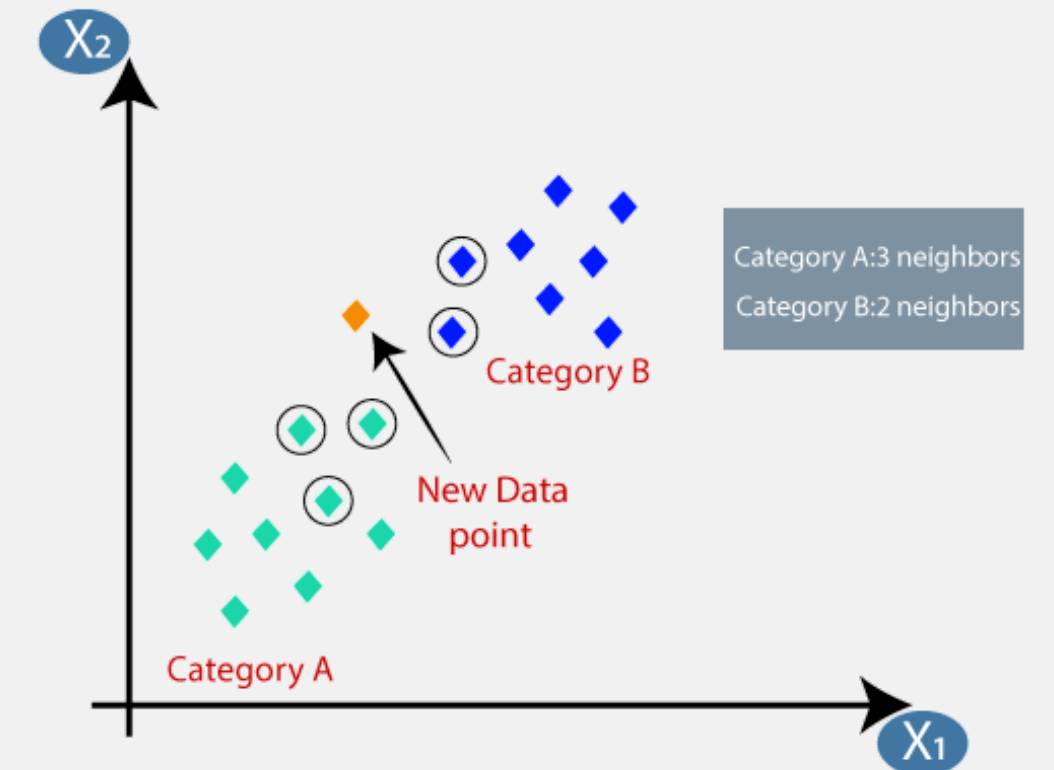 X₂
Category A:3 neighbors
Category B:2 neighbors
Category B
New Data
point
Category A
X₁